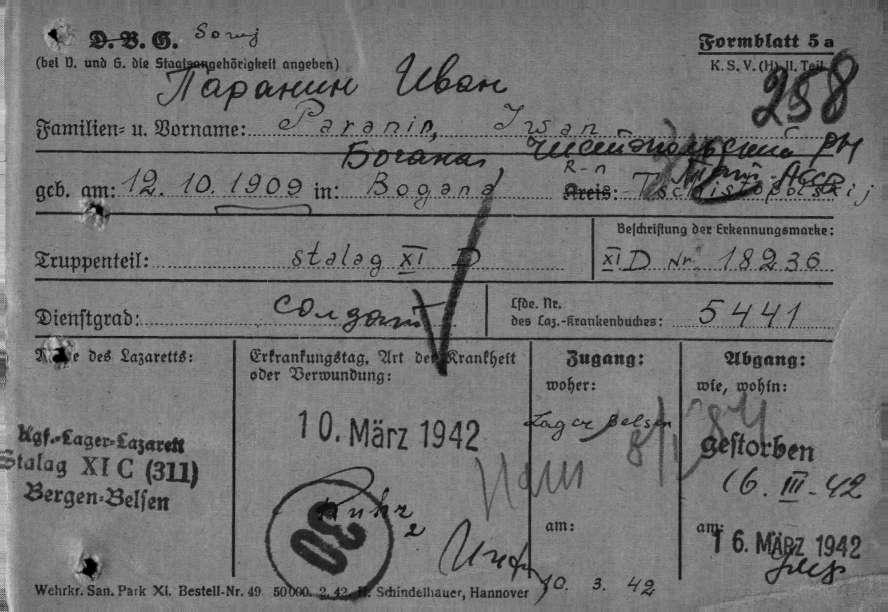 D. B. G. Sowj
Formblatt 5a
(bei V. und G. die Staatsangehörigkeit angeben)
K. S. V. (H) II. Teil
Паранин Иван
258
Familien= u. Vorname: Paranin, Iwan
Богана
geb. am: 12. 10. 1909 in: Bogana R-n Kreis: Tschistopolskij
Beschriftung der Erkennungsmarke:
Truppenteil: Stalag XI D
XI D Nr. 18236
Dienstgrad: солдат
Lfde. Nr.
des Laz.-Krankenbuches: 5441
Name des Lazaretts:
Erkrankungstag, Art der Krankheit
oder Verwundung:
Zugang:
woher:
Abgang:
wie, wohin:
Kgf.-Lager-Lazarett
Stalag XI C (311)
Bergen-Belsen
10. März 1942
Lager Belsen
gestorben
16. III. 42
Ruhr
30
am:
am:
16. März 1942
10. 3. 42
Wehrkr. San. Park XI. Bestell-Nr. 49 50000. 2. 42. H. Schindelhauer, Hannover